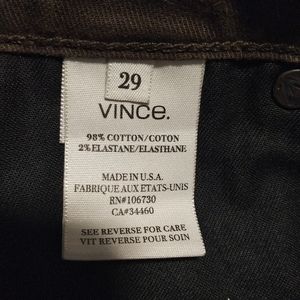 29
VINCE.
98% COTTON/COTON
2% ELASTANE/ELASTHANE
MADE IN U.S.A.
FABRIQUE AUX ETATS-UNIS
RN#106730
CA#34460
SEE REVERSE FOR CARE
VIT REVERSE POUR SOIN